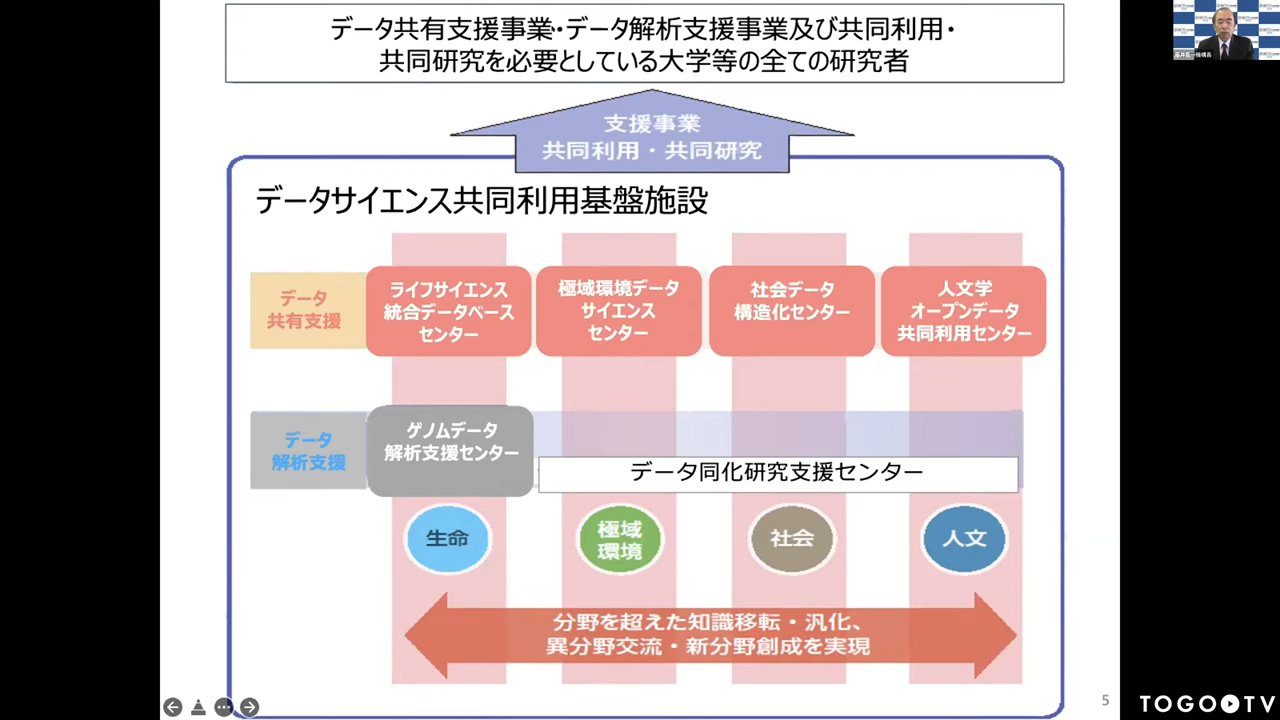 データ共有支援事業・データ解析支援事業及び共同利用・
共同研究を必要としている大学等の全ての研究者
支援事業
共同利用・共同研究
データサイエンス共同利用基盤施設
データ
共有支援
ライフサイエンス
統合データベース
センター
極域環境データ
サイエンス
センター
社会データ
構造化センター
人文学
オープンデータ
共同利用センター
データ
解析支援
ゲノムデータ
解析支援センター
データ同化研究支援センター
生命
極域
環境
社会
人文
分野を超えた知識移転・汎化、
異分野交流・新分野創成を実現
5
TOGO TV